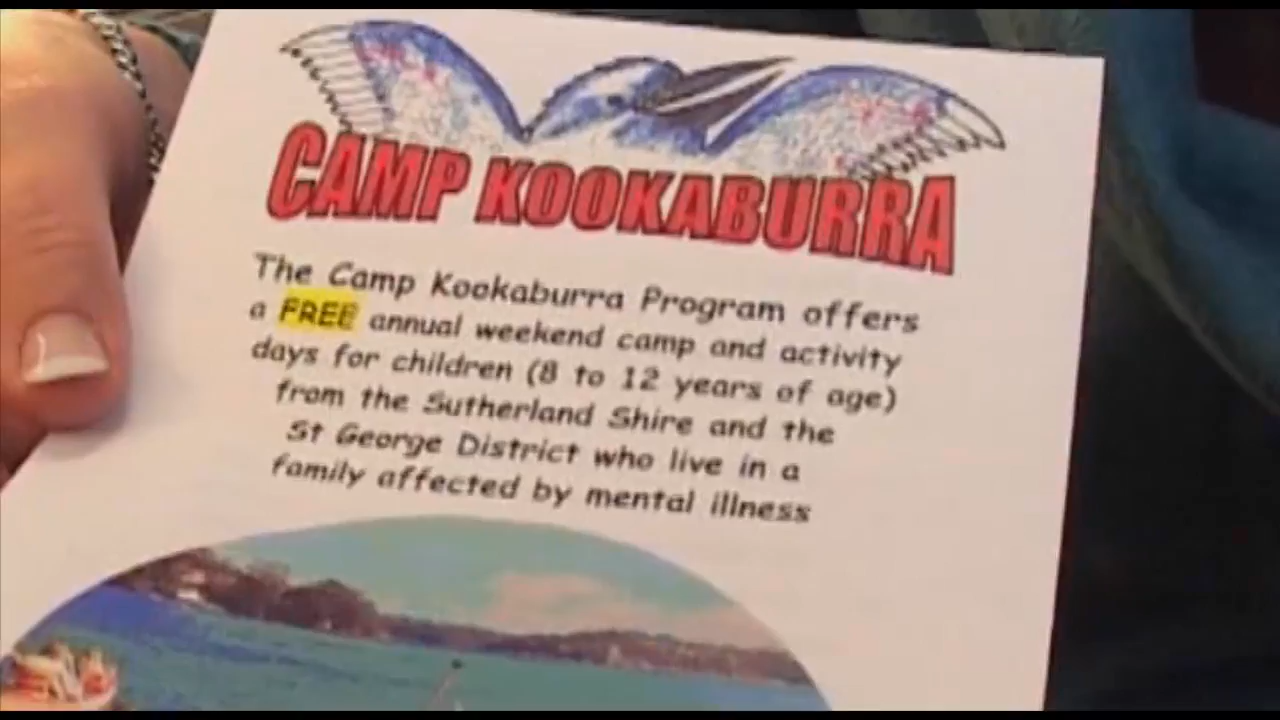 CAMP KOOKABURRA
The Camp Kookaburra Program offers
a FREE annual weekend camp and activity
days for children (8 to 12 years of age)
from the Sutherland Shire and the
St George District who live in a
family affected by mental illness